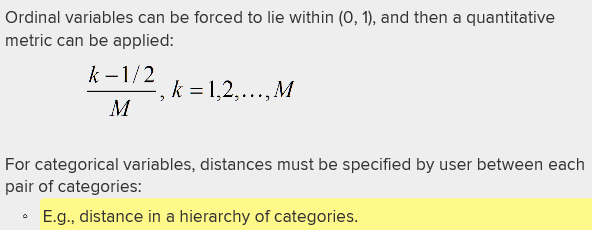 Ordinal variables can be forced to lie within (0, 1), and then a quantitative
metric can be applied:
k – 1/2
M
, k = 1,2,…, M
For categorical variables, distances must be specified by user between each
pair of categories:
◦ E.g., distance in a hierarchy of categories.